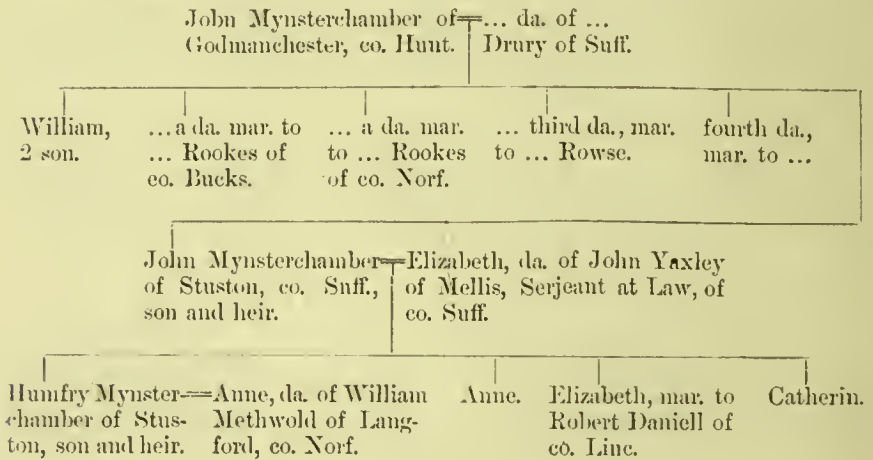 John Mynsterchamber of
Godmanchester, co. Hunt.
... da. of ...
Drury of Suff.
William,
2 son.
... a da. mar. to
... Rookes of
co. Bucks.
... a da. mar.
to ... Rookes
of co. Norf.
... third da., mar.
to ... Rowse.
fourth da.,
mar. to ...
John Mynsterchamber
of Stuston, co. Suff.,
son and heir.
Elizabeth, da. of John Yaxley
of Mellis, Serjeant at Law, of
co. Suff.
Humfry Mynster-
chamber of Stus-
ton, son and heir.
Anne, da. of William
Methwold of Lang-
ford, co. Norf.
Anne.
Elizabeth, mar. to
Robert Daniell of
co. Linc.
Catherin.